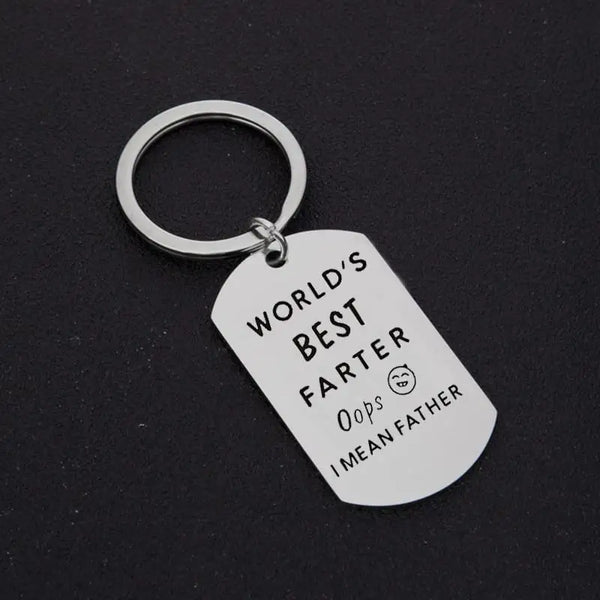 WORLD'S
BEST
FARTER
Oops
I MEAN FATHER